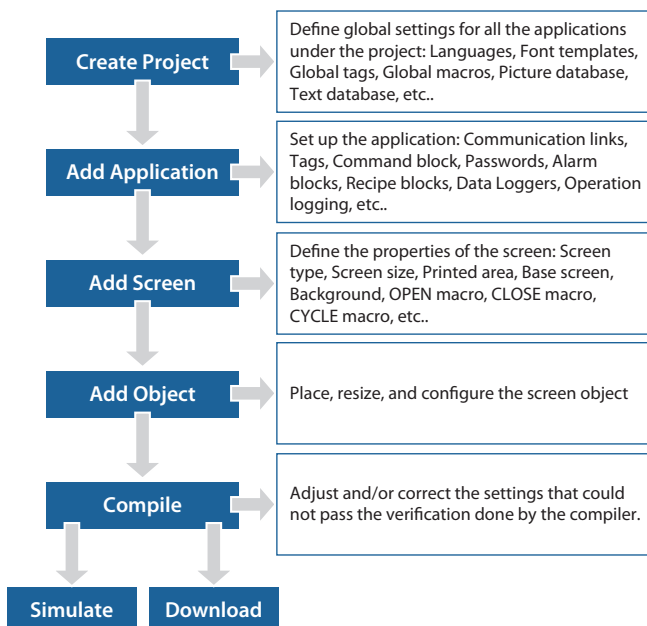 Create Project
Define global settings for all the applications
under the project: Languages, Font templates,
Global tags, Global macros, Picture database,
Text database, etc..
Add Application
Set up the application: Communication links,
Tags, Command block, Passwords, Alarm
blocks, Recipe blocks, Data Loggers, Operation
logging, etc..
Add Screen
Define the properties of the screen: Screen
type, Screen size, Printed area, Base screen,
Background, OPEN macro, CLOSE macro,
CYCLE macro, etc..
Add Object
Place, resize, and configure the screen object
Compile
Adjust and/or correct the settings that could
not pass the verification done by the compiler.
Simulate
Download